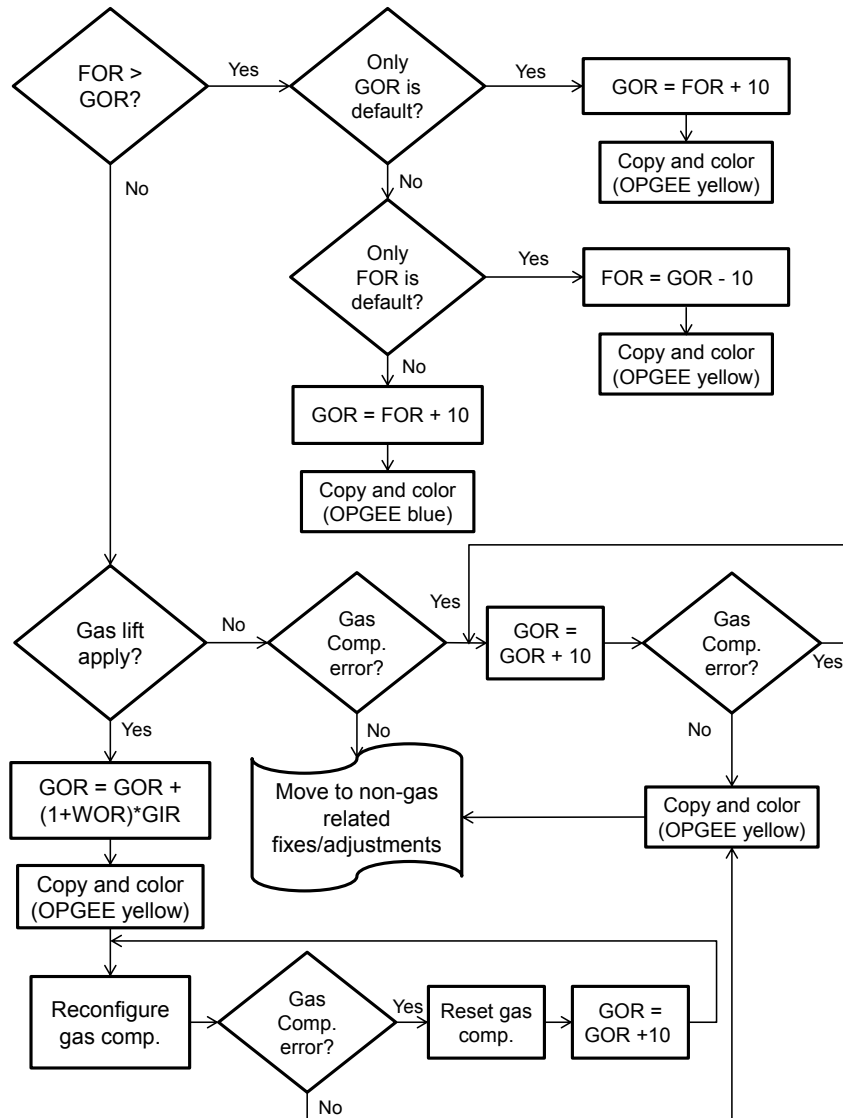 FOR >
GOR?
Yes
Only
GOR is
default?
Yes
GOR = FOR + 10
Copy and color
(OPGEE yellow)
No
No
Only
FOR is
default?
Yes
FOR = GOR - 10
Copy and color
(OPGEE yellow)
No
GOR = FOR + 10
Copy and color
(OPGEE blue)
Gas lift
apply?
No
Gas
Comp.
error?
Yes
GOR =
GOR + 10
Gas
Comp.
error?
Yes
Yes
No
No
GOR = GOR +
(1+WOR)*GIR
Move to non-gas
related
fixes/adjustments
Copy and color
(OPGEE yellow)
Copy and color
(OPGEE yellow)
Reconfigure
gas comp.
Gas
Comp.
error?
Yes
Reset gas
comp.
GOR =
GOR +10
No